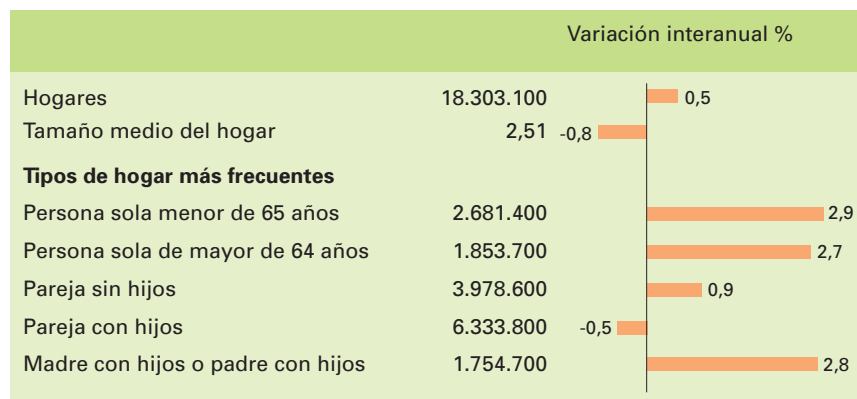 Variación interanual %
Hogares 18.303.100 0,5
Tamaño medio del hogar 2,51 -0,8
Tipos de hogar más frecuentes
Persona sola menor de 65 años 2.681.400 2,9
Persona sola de mayor de 64 años 1.853.700 2,7
Pareja sin hijos 3.978.600 0,9
Pareja con hijos 6.333.800 -0,5
Madre con hijos o padre con hijos 1.754.700 2,8